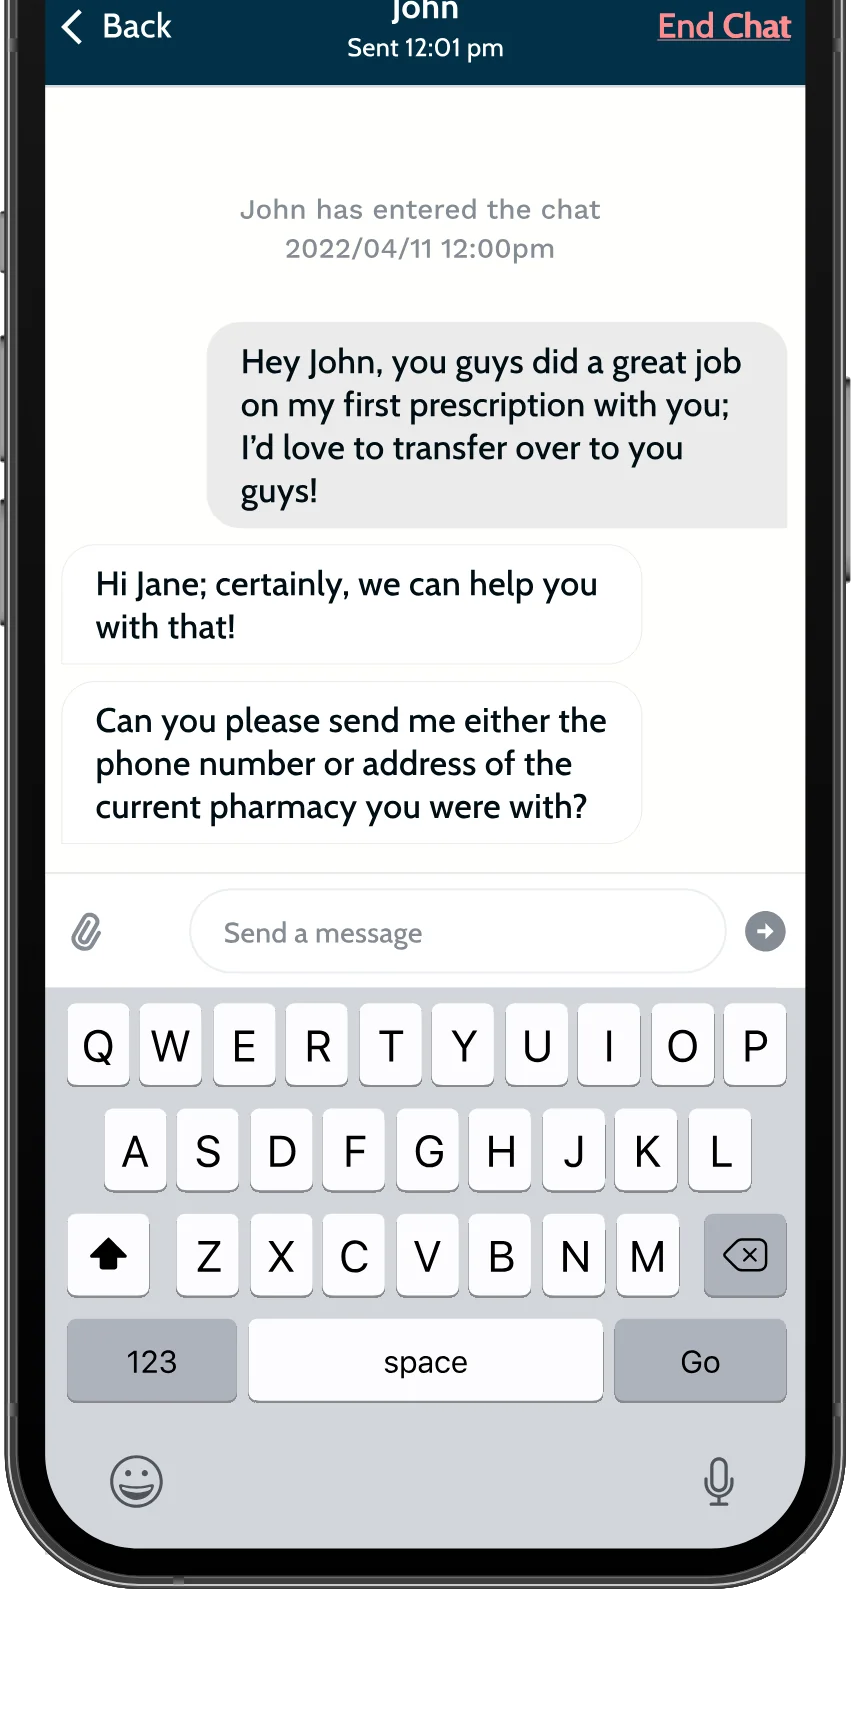 John
Back
End Chat
Sent 12:01 pm
John has entered the chat
2022/04/11 12:00pm
Hey John, you guys did a great job
on my first prescription with you;
I’d love to transfer over to you
guys!
Hi Jane; certainly, we can help you
with that!
Can you please send me either the
phone number or address of the
current pharmacy you were with?
Send a message
Q W E R T Y U I O P
A S D F G H J K L
Z X C V B N M
123 space Go